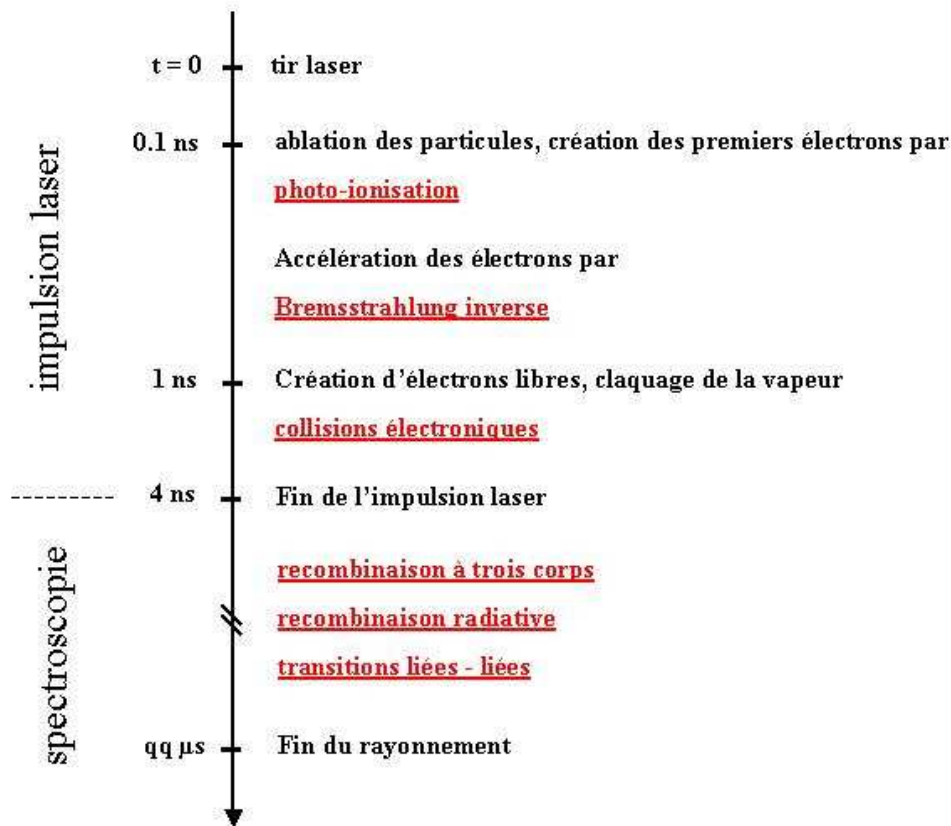 impulsion laser
t = 0 tir laser
0.1 ns ablation des particules, création des premiers électrons par
photo-ionisation
Accélération des électrons par
Bremsstrahlung inverse
1 ns Création d'électrons libres, claquage de la vapeur
collisions électroniques
4 ns Fin de l'impulsion laser
spectroscopie
recombinaison à trois corps
recombinaison radiative
transitions liées - liées
qq µs Fin du rayonnement